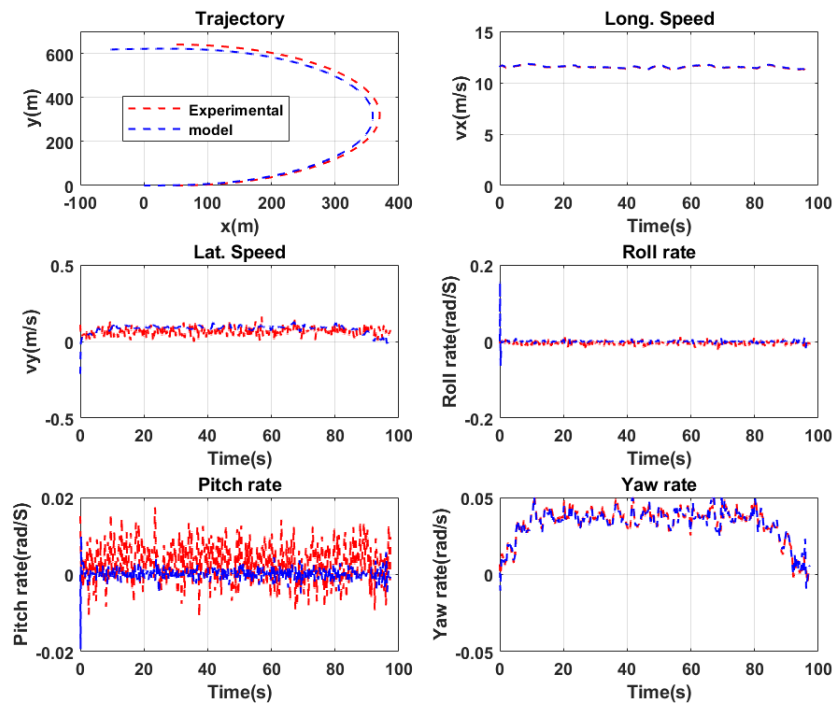 Trajectory
600
400
200
0
-100
0
100
200
300
400
y(m)
x(m)
Experimental
model
Long. Speed
15
10
5
0
0
20
40
60
80
100
vx(m/s)
Time(s)
Lat. Speed
0.5
0
-0.5
0
20
40
60
80
100
vy(m/s)
Time(s)
Roll rate
0.2
0
-0.2
0
20
40
60
80
100
Roll rate(rad/S)
Time(s)
Pitch rate
0.02
0
-0.02
0
20
40
60
80
100
Pitch rate(rad/S)
Time(s)
Yaw rate
0.05
0
-0.05
0
20
40
60
80
100
Yaw rate(rad/s)
Time(s)